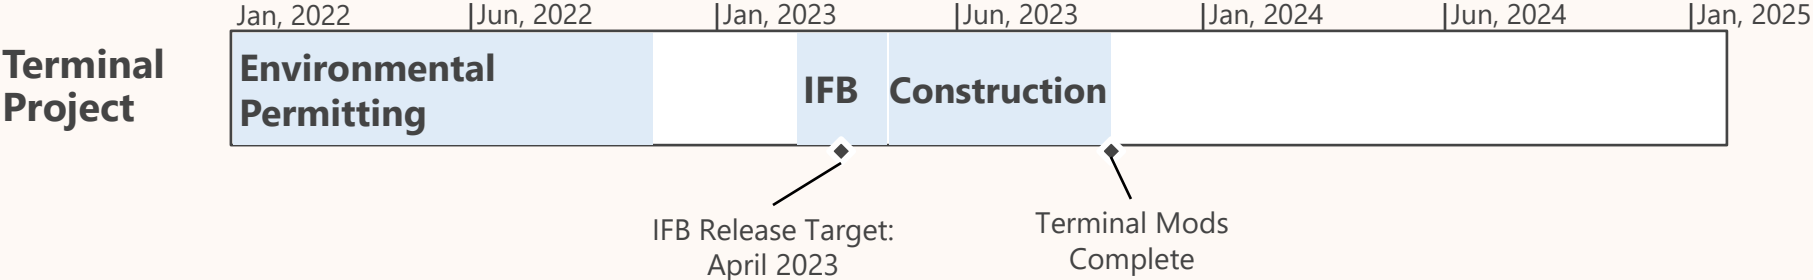 Jan, 2022
Jun, 2022
Jan, 2023
Jun, 2023
Jan, 2024
Jun, 2024
Jan, 2025
Terminal
Project
Environmental
Permitting
IFB
Construction
IFB Release Target:
April 2023
Terminal Mods
Complete